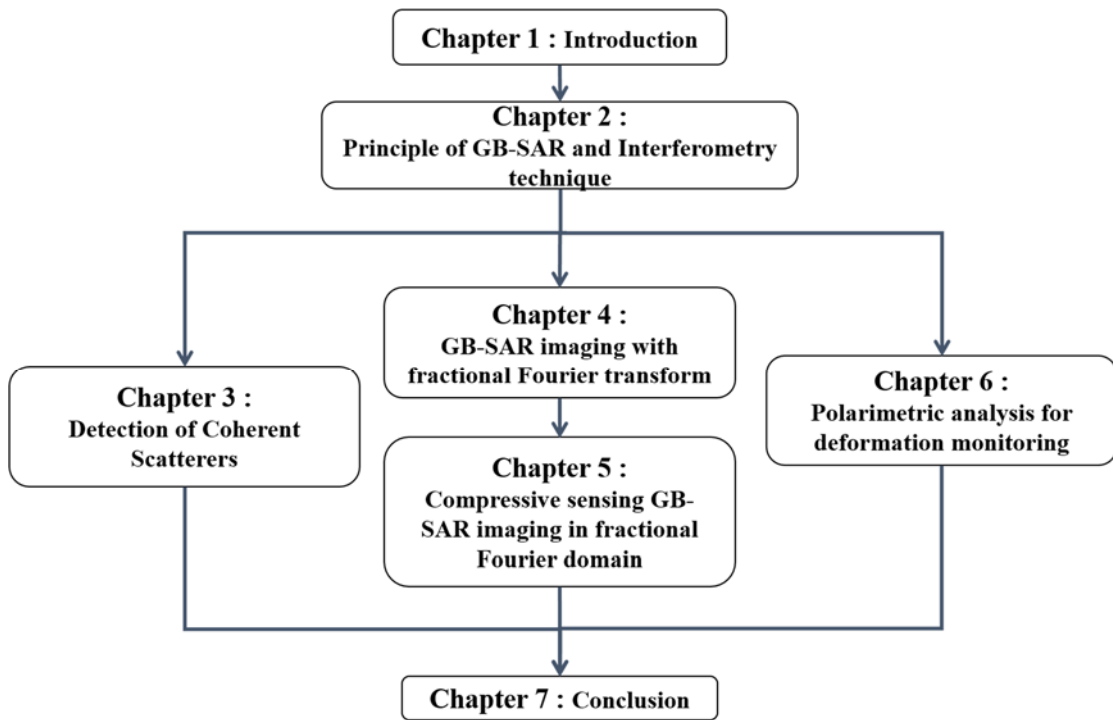 Chapter 1 : Introduction
Chapter 2 :
Principle of GB-SAR and Interferometry
technique
Chapter 3 :
Detection of Coherent
Scatterers
Chapter 4 :
GB-SAR imaging with
fractional Fourier transform
Chapter 5 :
Compressive sensing GB-
SAR imaging in fractional
Fourier domain
Chapter 6 :
Polarimetric analysis for
deformation monitoring
Chapter 7 : Conclusion